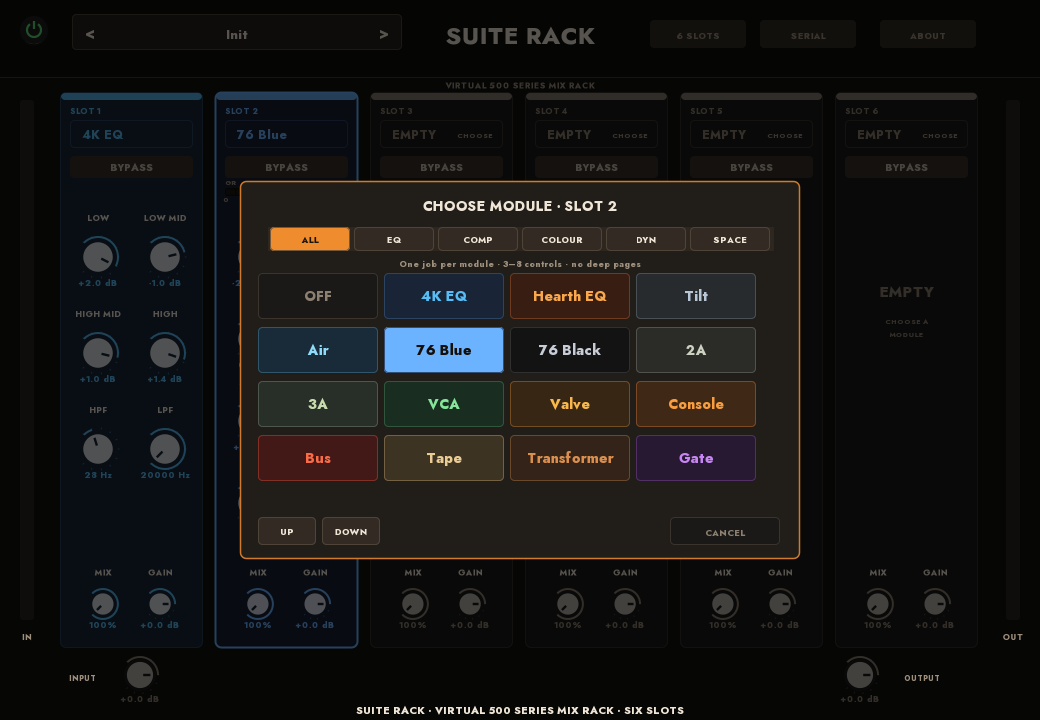 < Init > SUITE RACK 6 SLOTS SERIAL ABOUT
VIRTUAL 500 SERIES MIX RACK
SLOT 1 SLOT 2 SLOT 3 SLOT 4 SLOT 5 SLOT 6
4K EQ 76 Blue EMPTY CHOOSE EMPTY CHOOSE EMPTY CHOOSE EMPTY CHOOSE
BYPASS BYPASS BYPASS BYPASS BYPASS BYPASS
CHOOSE MODULE · SLOT 2
LOW LOW MID
ALL EQ COMP COLOUR DYN SPACE
One job per module · 3–8 controls · no deep pages
+2.0 dB -1.0 dB
OFF 4K EQ Hearth EQ Tilt
EMPTY
HIGH MID HIGH
CHOOSE A
MODULE
Air 76 Blue 76 Black 2A
+1.0 dB +1.4 dB
3A VCA Valve Console
HPF LPF
Bus Tape Transformer Gate
28 Hz 20000 Hz
UP DOWN CANCEL
MIX GAIN MIX GAIN MIX GAIN MIX GAIN MIX GAIN MIX GAIN
100% +0.0 dB 100% +0.0 dB 100% +0.0 dB 100% +0.0 dB 100% +0.0 dB 100% +0.0 dB
IN OUT
INPUT OUTPUT
+0.0 dB +0.0 dB
SUITE RACK · VIRTUAL 500 SERIES MIX RACK · SIX SLOTS